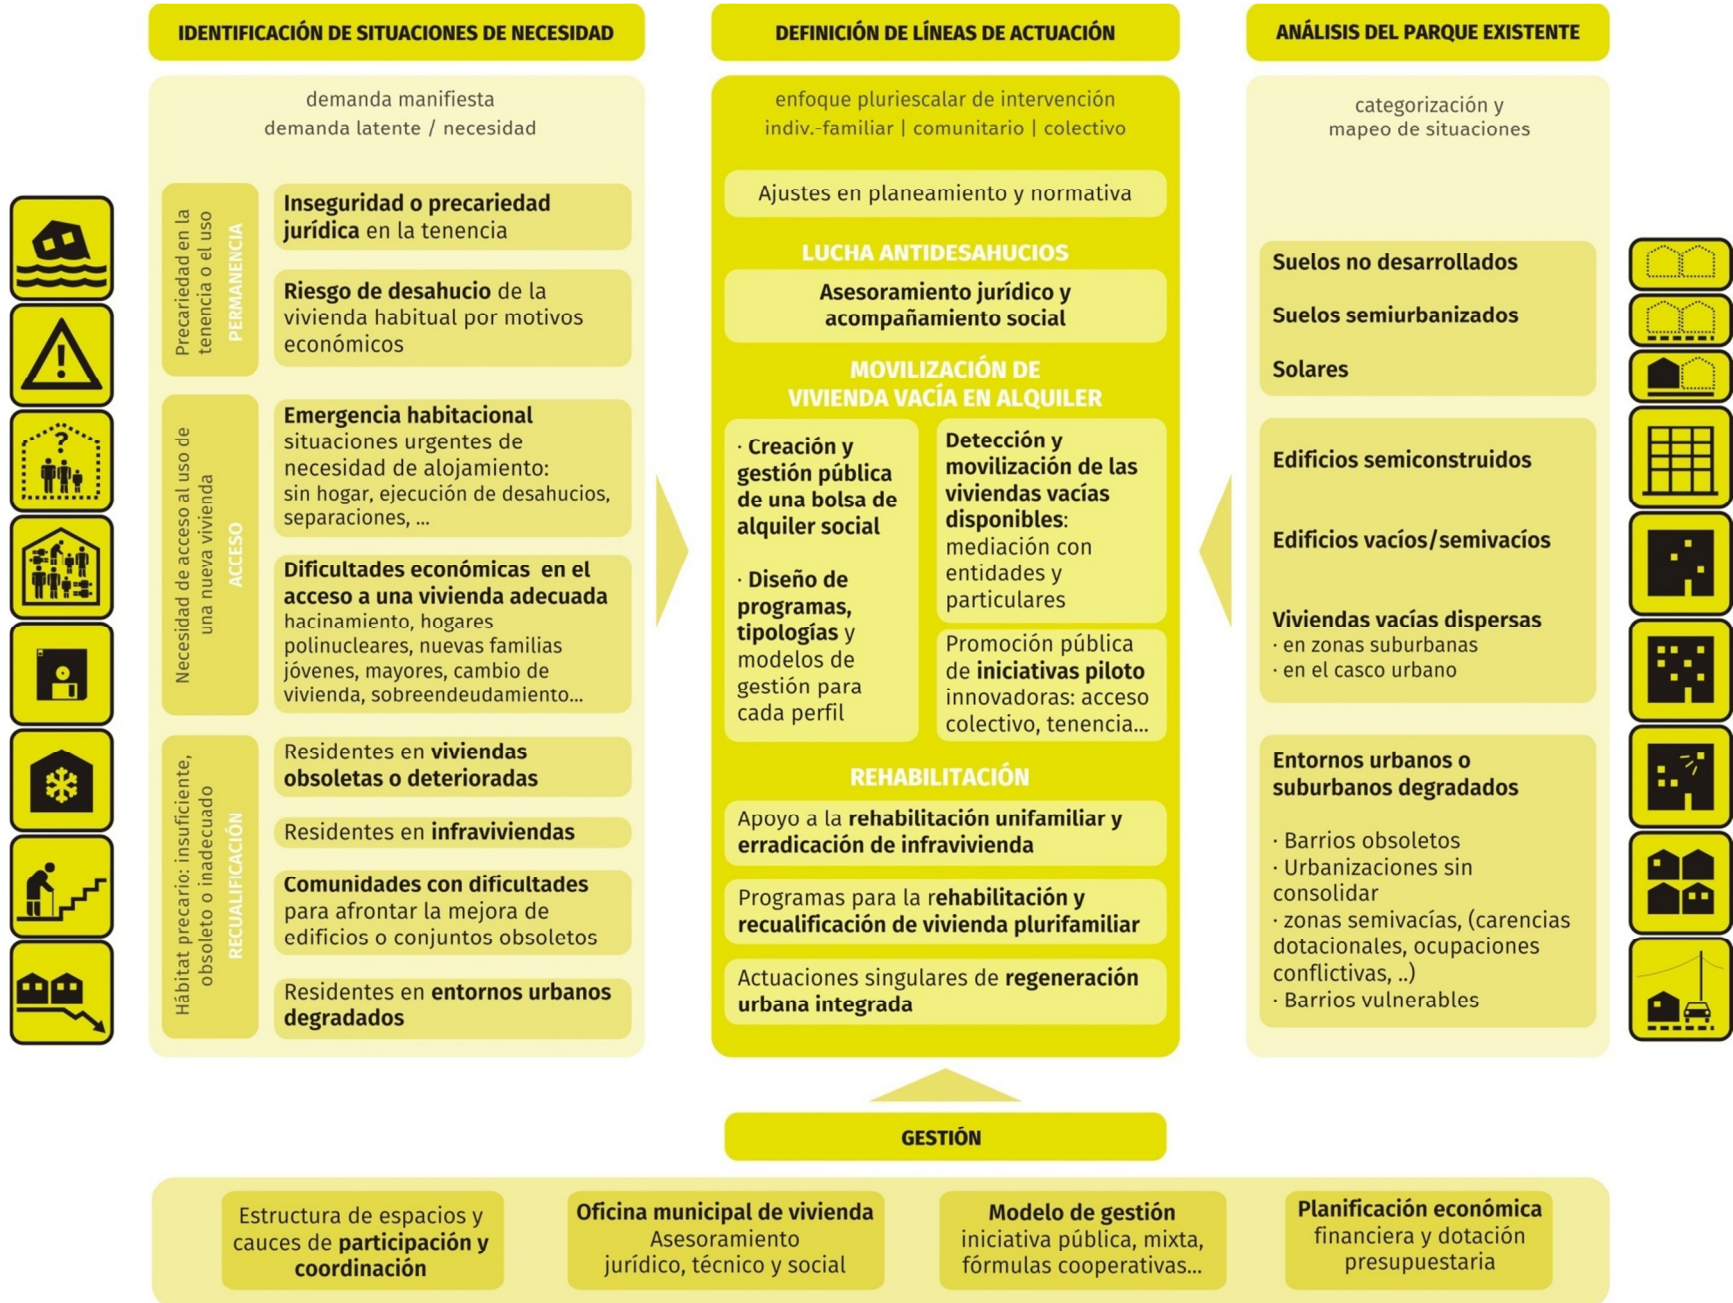 IDENTIFICACIÓN DE SITUACIONES DE NECESIDAD
demanda manifiesta
demanda latente / necesidad
Precariedad en la
tenencia o el uso
PERMANENCIA
Inseguridad o precariedad
jurídica en la tenencia
Riesgo de desahucio de la
vivienda habitual por motivos
económicos
Necesidad de acceso al uso de
una nueva vivienda
ACCESO
Emergencia habitacional
situaciones urgentes de
necesidad de alojamiento:
sin hogar, ejecución de desahucios,
separaciones, ...
Dificultades económicas en el
acceso a una vivienda adecuada
hacinamiento, hogares
polinucleares, nuevas familias
jóvenes, mayores, cambio de
vivienda, sobreendeudamiento...
Hábitat precario: insuficiente,
obsoleto o inadecuado
RECUALIFICACIÓN
Residentes en viviendas
obsoletas o deterioradas
Residentes en infraviviendas
Comunidades con dificultades
para afrontar la mejora de
edificios o conjuntos obsoletos
Residentes en entornos urbanos
degradados
!
?
DEFINICIÓN DE LÍNEAS DE ACTUACIÓN
enfoque pluriescalar de intervención
indiv.-familiar | comunitario | colectivo
Ajustes en planeamiento y normativa
LUCHA ANTIDESAHUCIOS
Asesoramiento jurídico y
acompañamiento social
MOVILIZACIÓN DE
VIVIENDA VACÍA EN ALQUILER
· Creación y
gestión pública
de una bolsa de
alquiler social
· Diseño de
programas,
tipologías y
modelos de
gestión para
cada perfil
Detección y
movilización de las
viviendas vacías
disponibles:
mediación con
entidades y
particulares
Promoción pública
de iniciativas piloto
innovadoras: acceso
colectivo, tenencia...
REHABILITACIÓN
Apoyo a la rehabilitación unifamiliar y
erradicación de infravivienda
Programas para la rehabilitación y
recualificación de vivienda plurifamiliar
Actuaciones singulares de regeneración
urbana integrada
ANÁLISIS DEL PARQUE EXISTENTE
categorización y
mapeo de situaciones
Suelos no desarrollados
Suelos semiurbanizados
Solares
Edificios semiconstruidos
Edificios vacíos/semivacíos
Viviendas vacías dispersas
· en zonas suburbanas
· en el casco urbano
Entornos urbanos o
suburbanos degradados
· Barrios obsoletos
· Urbanizaciones sin
consolidar
· zonas semivacías, (carencias
dotacionales, ocupaciones
conflictivas, ..)
· Barrios vulnerables
GESTIÓN
Estructura de espacios y
cauces de participación y
coordinación
Oficina municipal de vivienda
Asesoramiento
jurídico, técnico y social
Modelo de gestión
iniciativa pública, mixta,
fórmulas cooperativas...
Planificación económica
financiera y dotación
presupuestaria